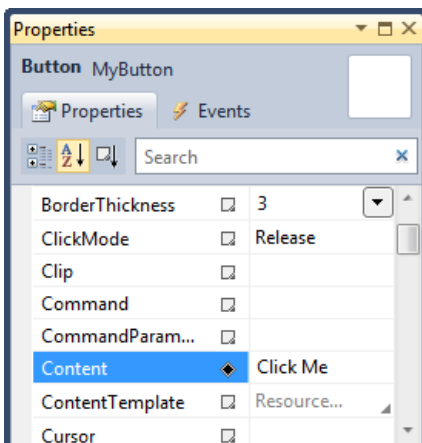 Properties
Button MyButton
Properties Events
A Z Search
BorderThickness 3
ClickMode Release
Clip
Command
CommandParam...
Content Click Me
ContentTemplate Resource...
Cursor